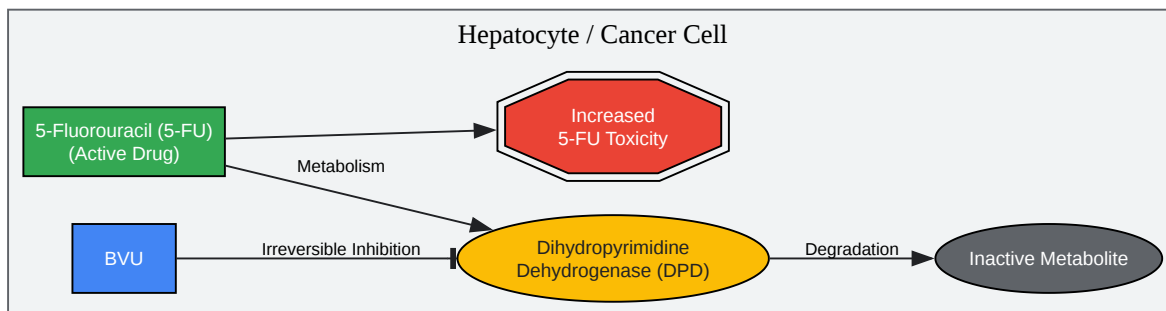 Hepatocyte / Cancer Cell
5-Fluorouracil (5-FU)
(Active Drug)
Increased
5-FU Toxicity
Metabolism
BVU
Irreversible Inhibition
Dihydropyrimidine
Dehydrogenase (DPD)
Degradation
Inactive Metabolite